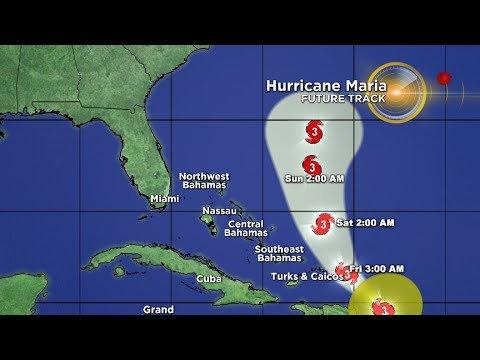 Hurricane Maria
FUTURE TRACK
3
3
Sun 2:00 AM
Northwest
Bahamas
Miami
Nassau
3
Sat 2:00 AM
Central
Bahamas
Southeast
Bahamas
Fri 3:00 AM
Cuba
Turks & Caicos
3
Grand
3